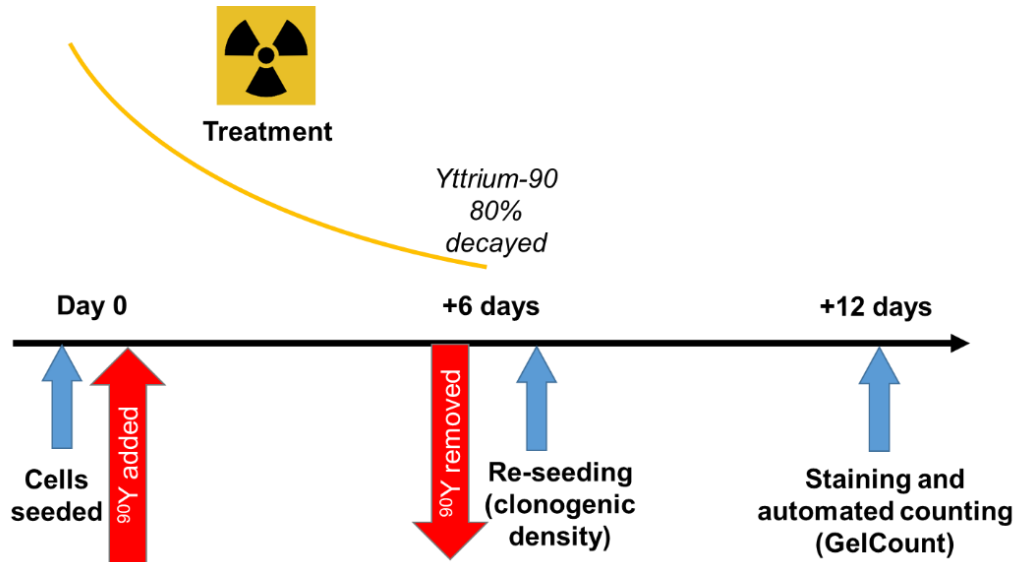 Treatment
Yttrium-90
80%
decayed
Day 0
+6 days
+12 days
Cells
seeded
⁹⁰Y added
⁹⁰Y removed
Re-seeding
(clonogenic
density)
Staining and
automated counting
(GelCount)